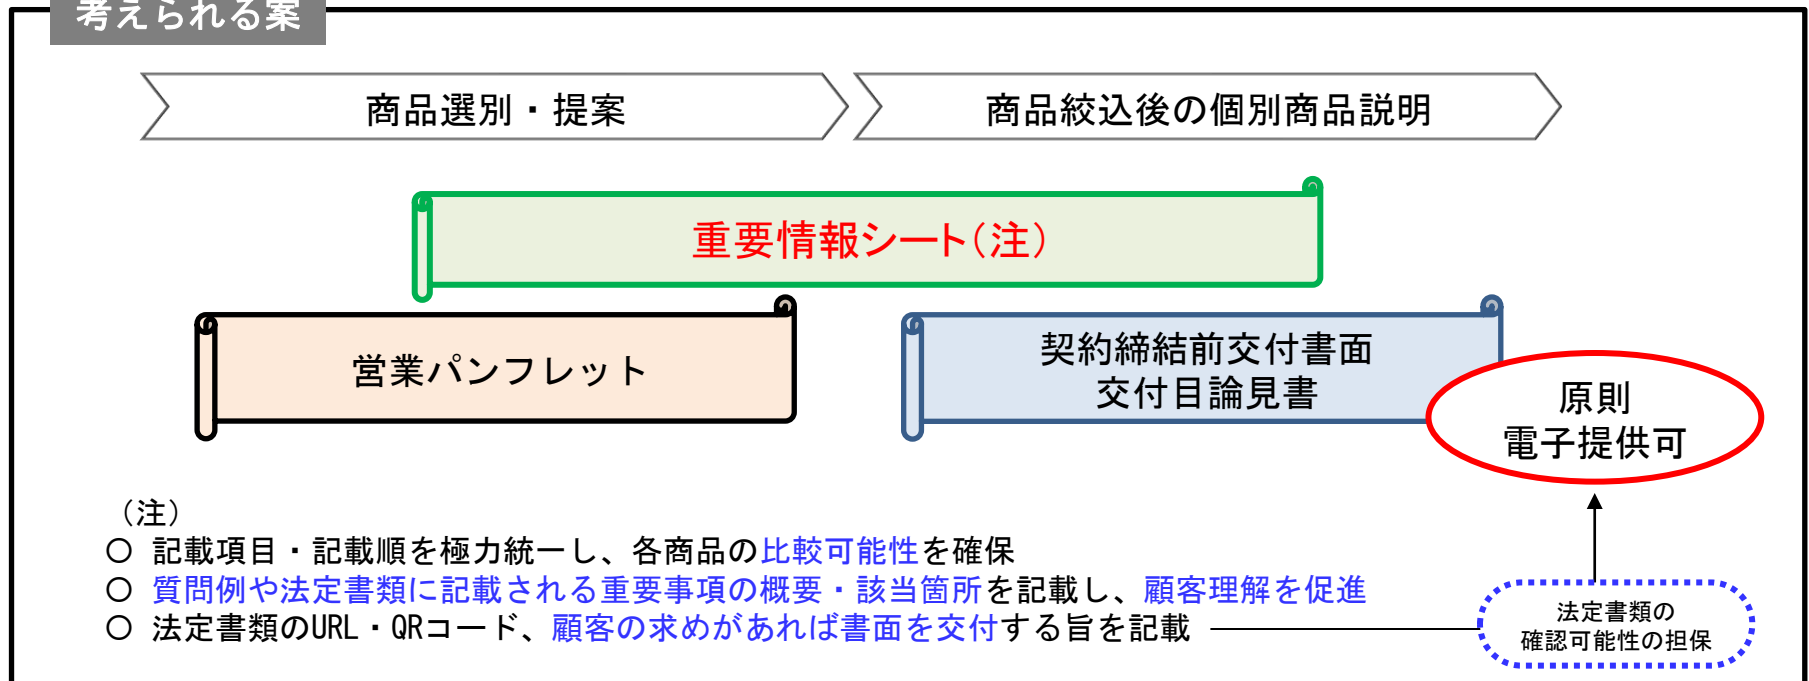 考えられる案
商品選別・提案
商品絞込後の個別商品説明
重要情報シート(注)
営業パンフレット
契約締結前交付書面
交付目論見書
原則
電子提供可
(注)
○ 記載項目・記載順を極力統一し、各商品の比較可能性を確保
○ 質問例や法定書類に記載される重要事項の概要・該当箇所を記載し、顧客理解を促進
○ 法定書類のURL・QRコード、顧客の求めがあれば書面を交付する旨を記載
法定書類の
確認可能性の担保